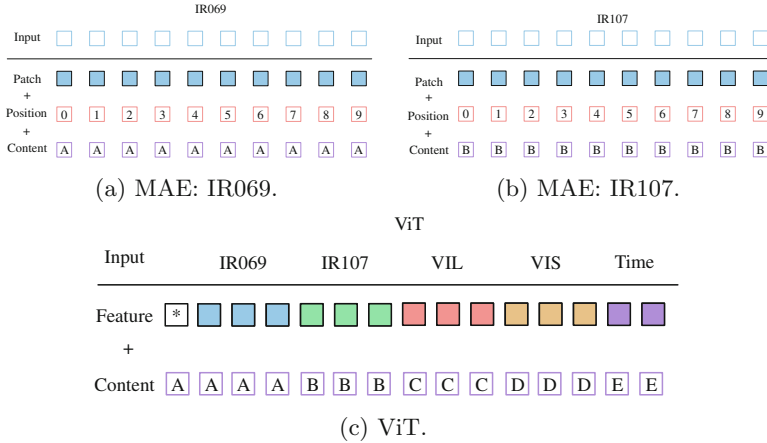 IR069
Input
Patch
+
Position 0 1 2 3 4 5 6 7 8 9
+
Content A A A A A A A A A A
(a) MAE: IR069.
IR107
Input
Patch
+
Position 0 1 2 3 4 5 6 7 8 9
+
Content B B B B B B B B B B
(b) MAE: IR107.
ViT
Input IR069 IR107 VIL VIS Time
Feature *
+
Content A A A A B B B C C C D D D E E
(c) ViT.